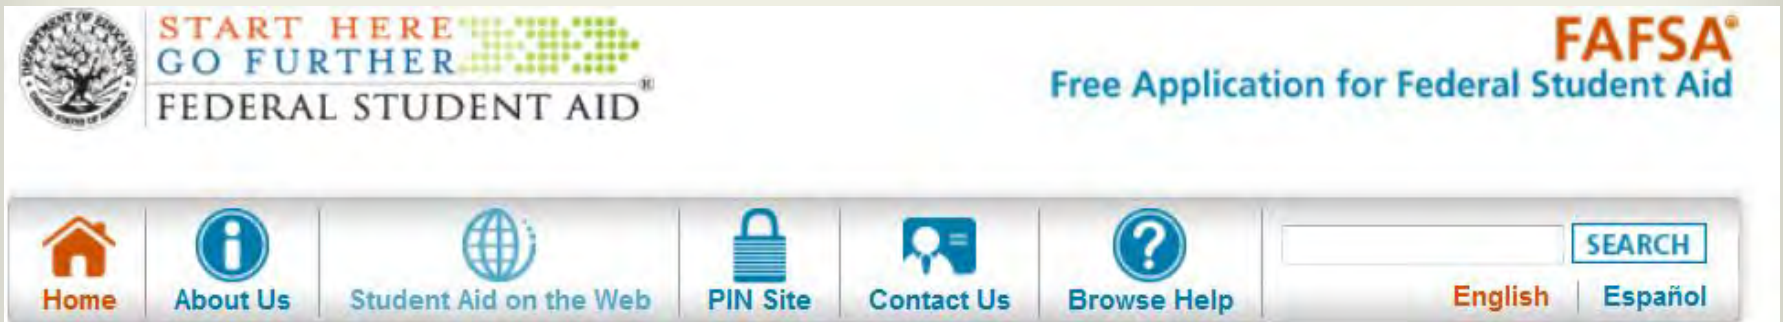 START HERE
GO FURTHER
FEDERAL STUDENT AID®
FAFSA®
Free Application for Federal Student Aid
Home
About Us
Student Aid on the Web
PIN Site
Contact Us
Browse Help
SEARCH
English
Español